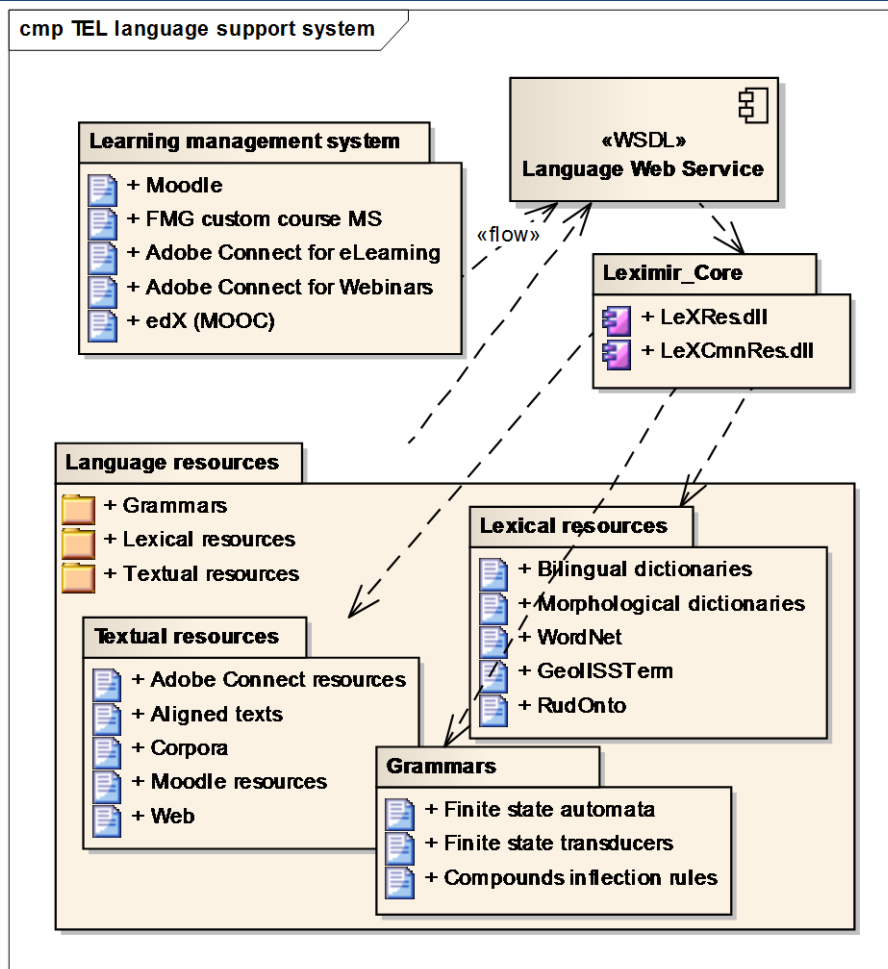 cmp TEL language support system
«WSDL»
Language Web Service
Learning management system
+ Moodle
+ FMG custom course MS
+ Adobe Connect for eLearning
+ Adobe Connect for Webinars
+ edX (MOOC)
«flow»
Leximir_Core
+ LeXRes.dll
+ LeXCmnRes.dll
Language resources
+ Grammars
+ Lexical resources
+ Textual resources
Lexical resources
+ Bilingual dictionaries
+ Morphological dictionaries
+ WordNet
+ GeolISSTerm
+ RudOnto
Textual resources
+ Adobe Connect resources
+ Aligned texts
+ Corpora
+ Moodle resources
+ Web
Grammars
+ Finite state automata
+ Finite state transducers
+ Compounds inflection rules